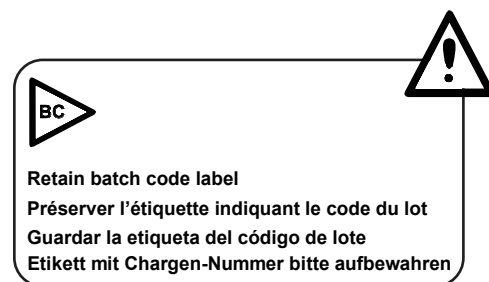 BC
Retain batch code label
Préserver l'étiquette indiquant le code du lot
Guardar la etiqueta del código de lote
Etikett mit Chargen-Nummer bitte aufbewahren